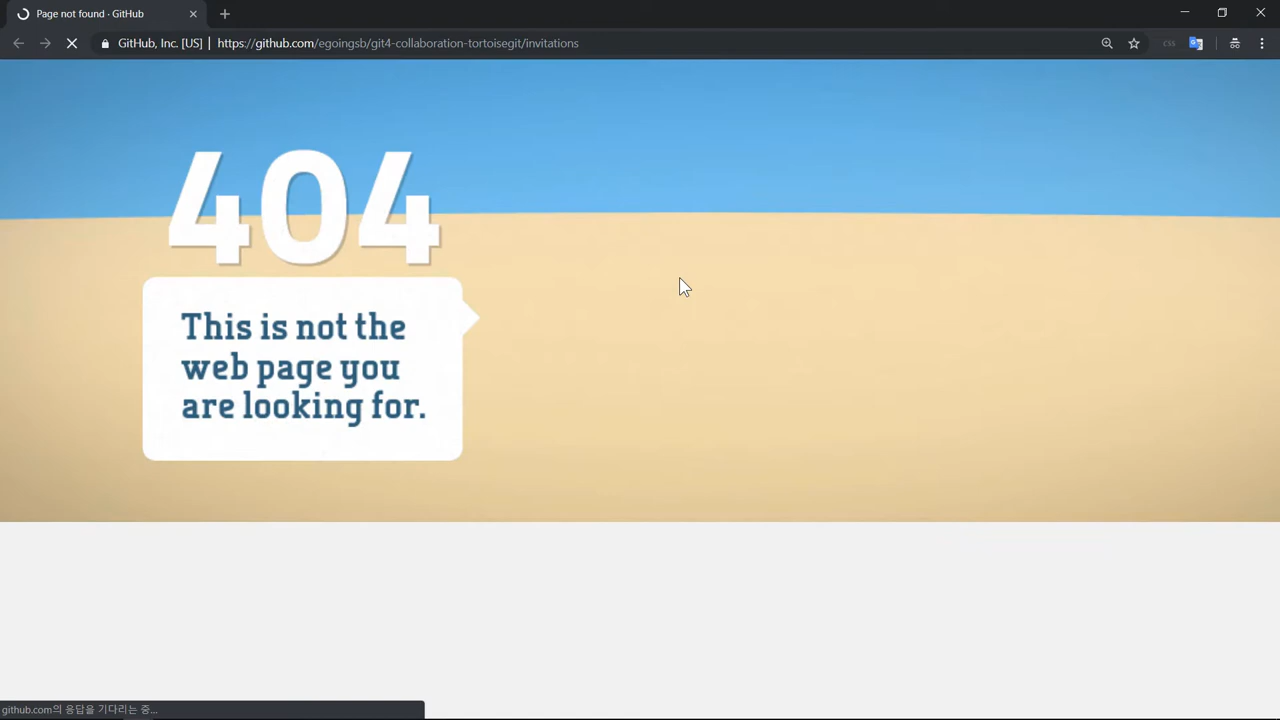 Page not found · GitHub
GitHub, Inc. [US] | https://github.com/egoingsb/git4-collaboration-tortoisegit/invitations
CSS
404
This is not the
web page you
are looking for.
github.com의 응답을 기다리는 중...